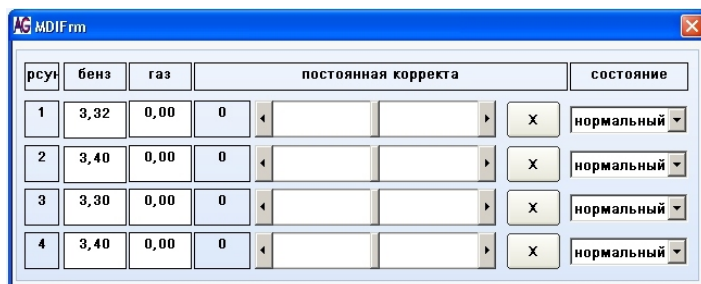 AG MDIFrm
рсун бенз газ постоянная корректа состояние
1 3,32 0,00 0 X нормальный
2 3,40 0,00 0 X нормальный
3 3,30 0,00 0 X нормальный
4 3,40 0,00 0 X нормальный